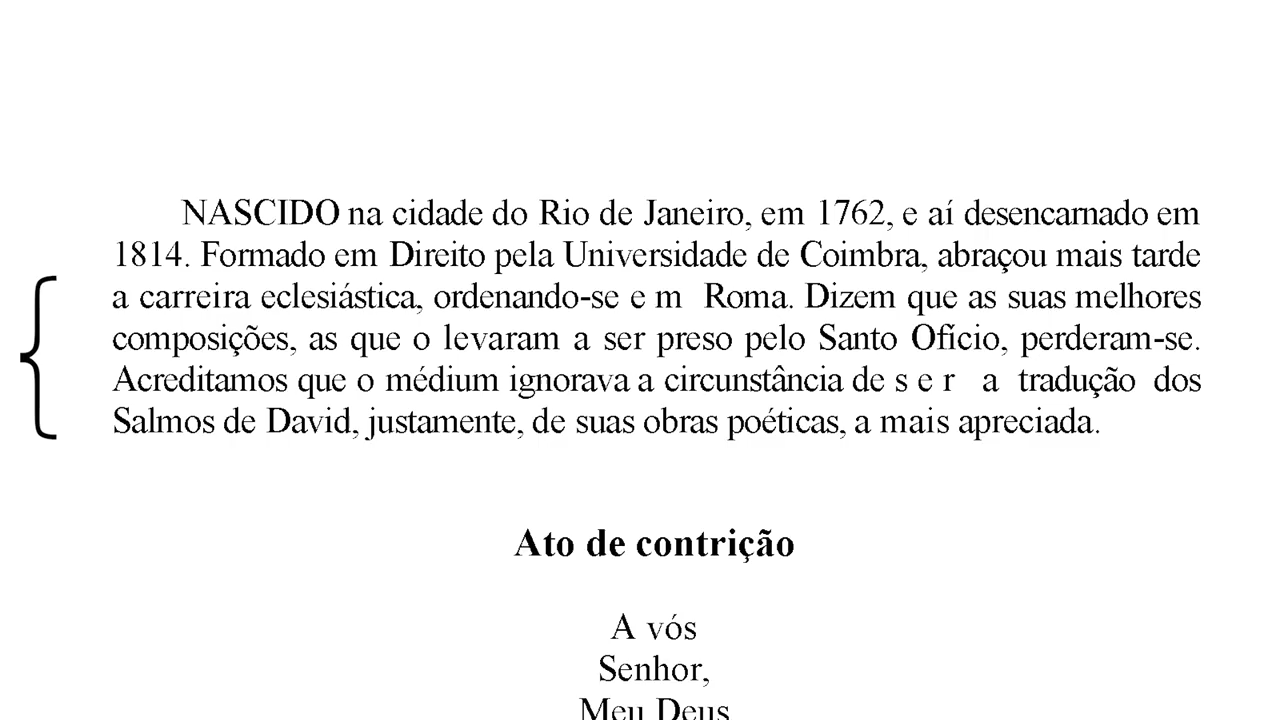 NASCIDO na cidade do Rio de Janeiro, em 1762, e aí desencarnado em
1814. Formado em Direito pela Universidade de Coimbra, abraçou mais tarde
a carreira eclesiástica, ordenando-se e m Roma. Dizem que as suas melhores
composições, as que o levaram a ser preso pelo Santo Ofício, perderam-se.
Acreditamos que o médium ignorava a circunstância de s e r a tradução dos
Salmos de David, justamente, de suas obras poéticas, a mais apreciada.
Ato de contrição
A vós
Senhor,
Meu Deus